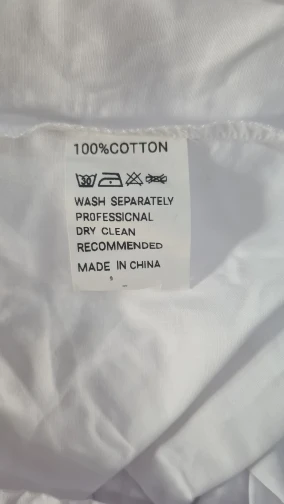 100%COTTON
WASH SEPARATELY
PROFESSIONAL
DRY CLEAN
RECOMMENDED
MADE IN CHINA